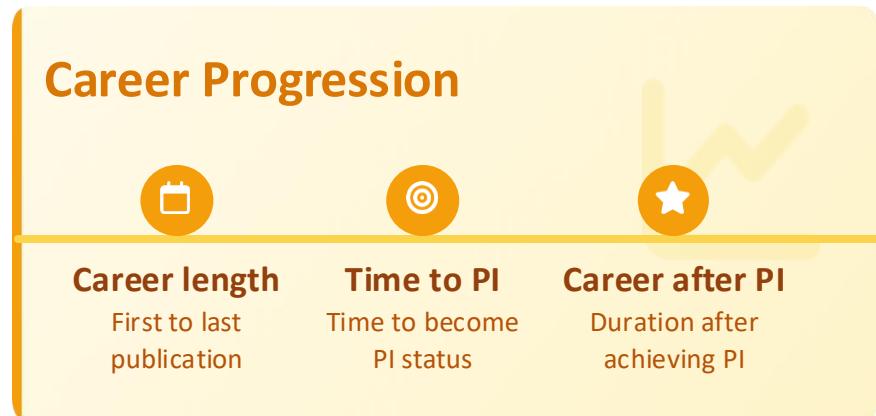 Career Progression
Career length
First to last
publication
Time to PI
Time to become
PI status
Career after PI
Duration after
achieving PI